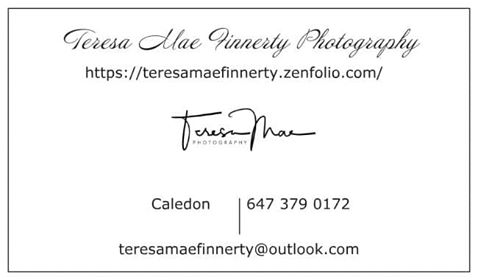 Teresa Mae Finnerty Photography
https://teresamaefinnerty.zenfolio.com/
Teresa Mae
PHOTOGRAPHY
Caledon | 647 379 0172
teresamaefinnerty@outlook.com